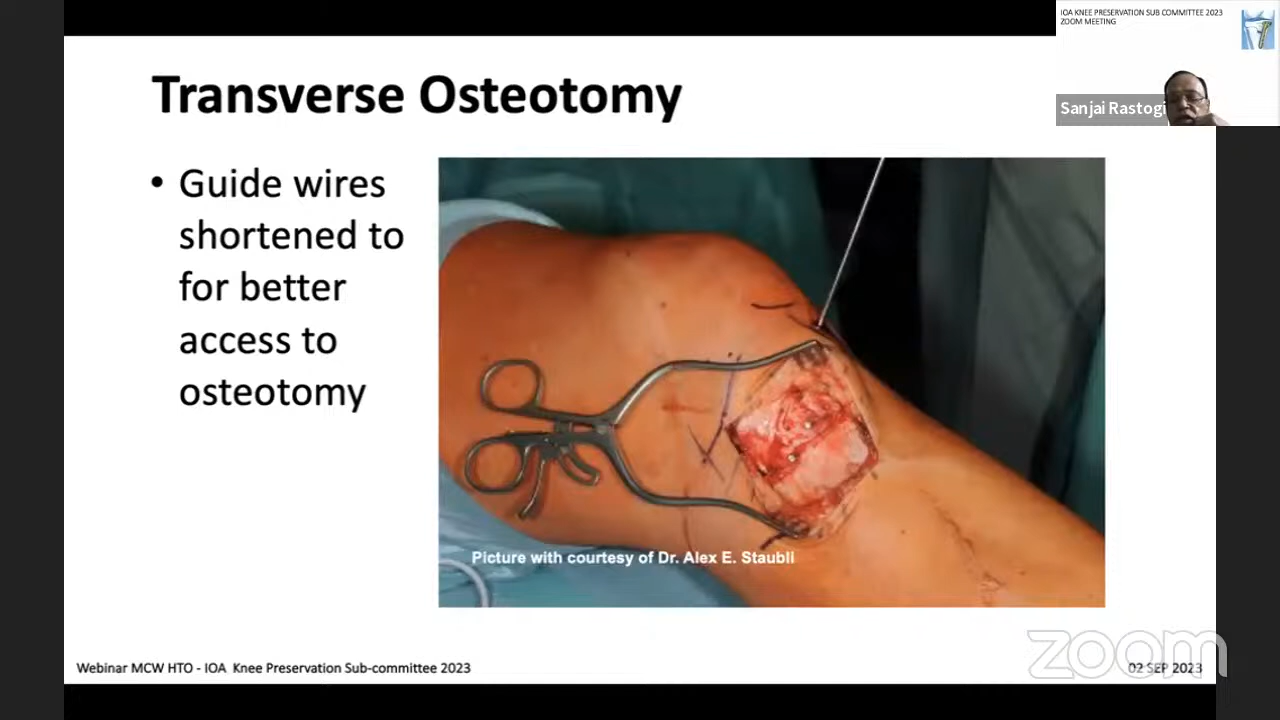 IOA KNEE PRESERVATION SUB COMMITTEE 2023
ZOOM MEETING
Sanjai Rastogi
Transverse Osteotomy
• Guide wires
shortened to
for better
access to
osteotomy
Picture with courtesy of Dr. Alex E. Staubli
Webinar MCW HTO - IOA Knee Preservation Sub-committee 2023
02 SEP 2023
zoom